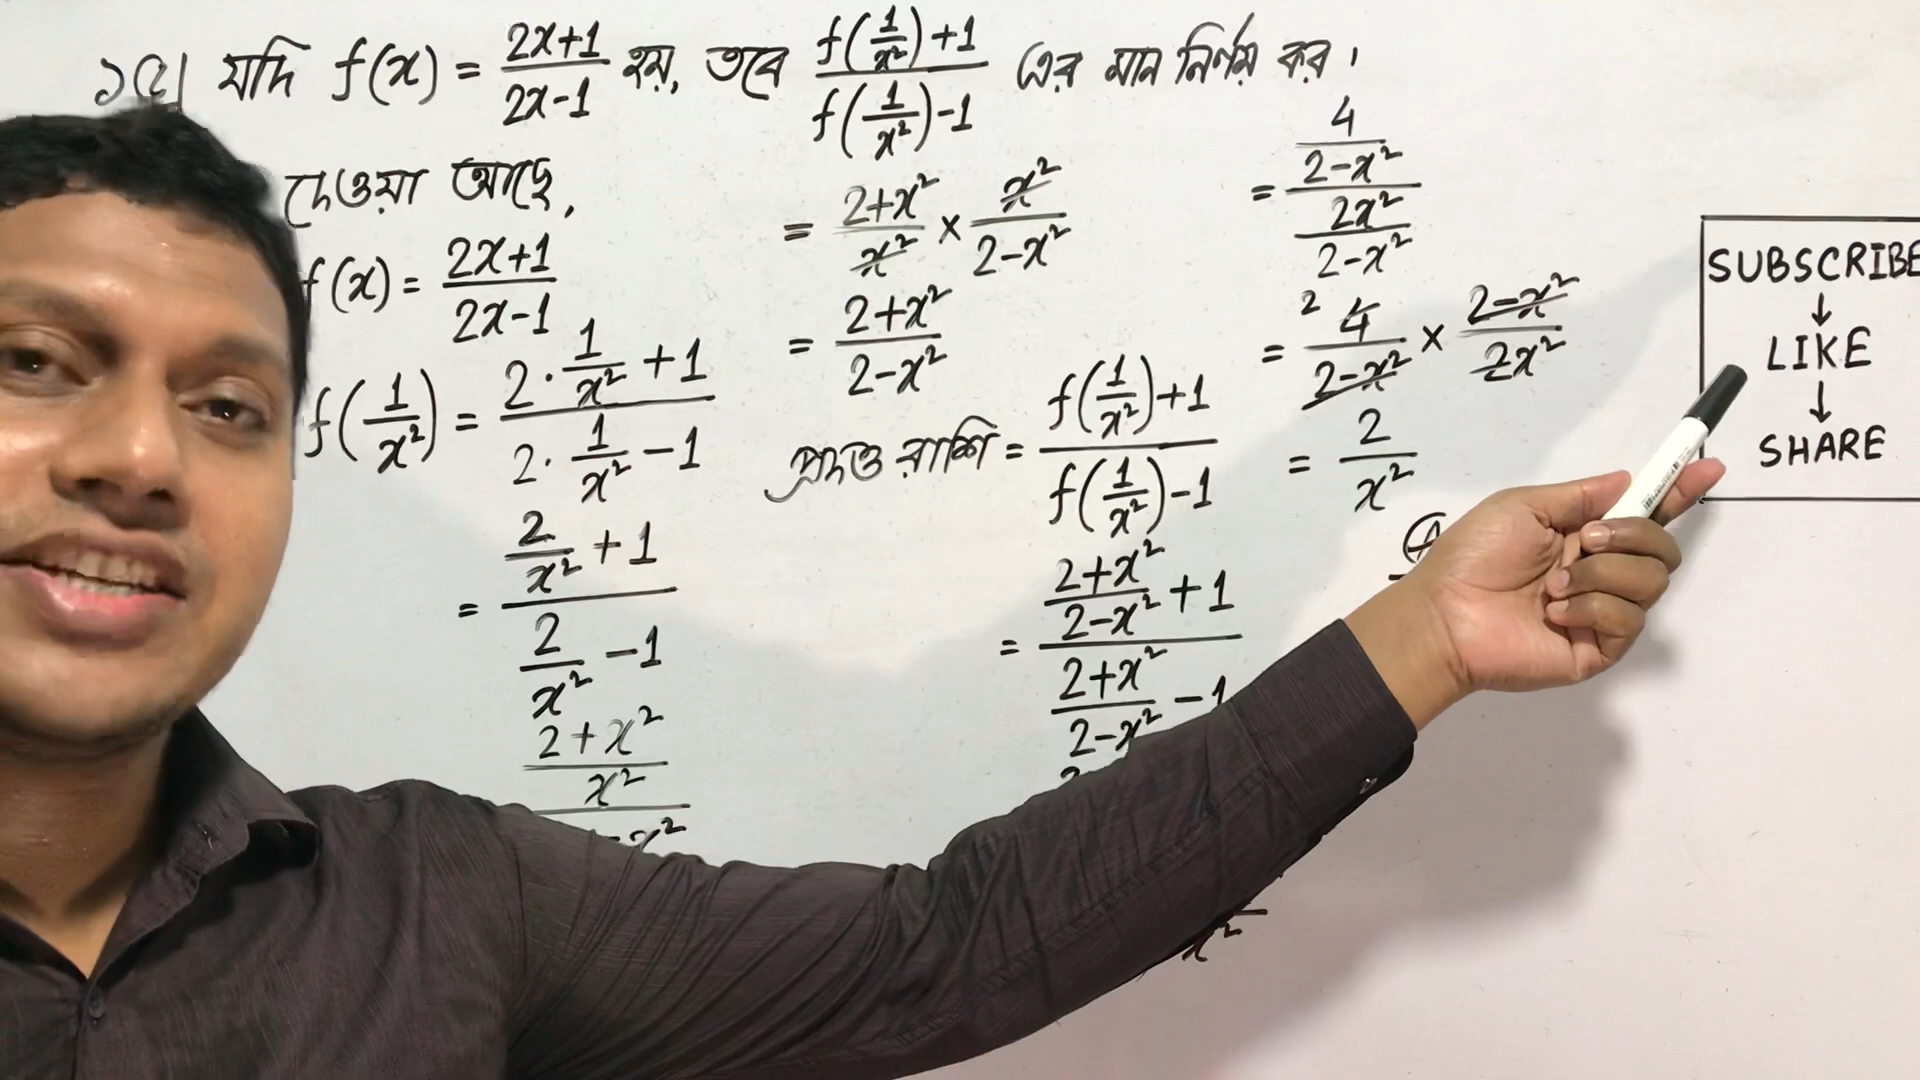 ১৫। যদি f(x) = (2x+1)/(2x-1) হয়, তবে (f(1/x²)+1)/(f(1/x²)-1) এর মান নির্ণয় কর।
দেওয়া আছে,
f(x) = (2x+1)/(2x-1)
f(1/x²) = (2·1/x²+1)/(2·1/x²-1)
= (2/x²+1)/(2/x²-1)
(2+x²)/x²
x²
= (2+x²)/x² × x²/(2-x²)
= (2+x²)/(2-x²)
প্রদত্ত রাশি = (f(1/x²)+1)/(f(1/x²)-1)
= ((2+x²)/(2-x²)+1)/((2+x²)/(2-x²)-1)
x²
= (4/(2-x²))/(2x²/(2-x²))
= 2 4/(2-x²) × (2-x²)/2x²
= 2/x²
SUBSCRIBE
↓
LIKE
↓
SHARE